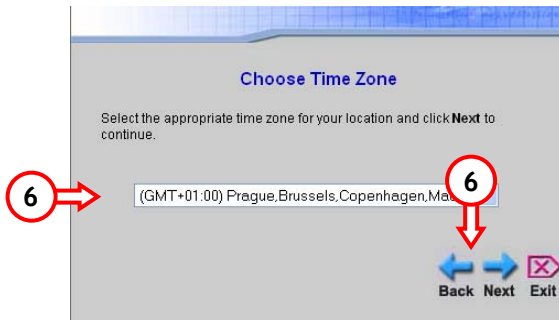 Choose Time Zone
Select the appropriate time zone for your location and click Next to
continue.
6
6
(GMT+01:00) Prague,Brussels,Copenhagen,
Back Next Exit